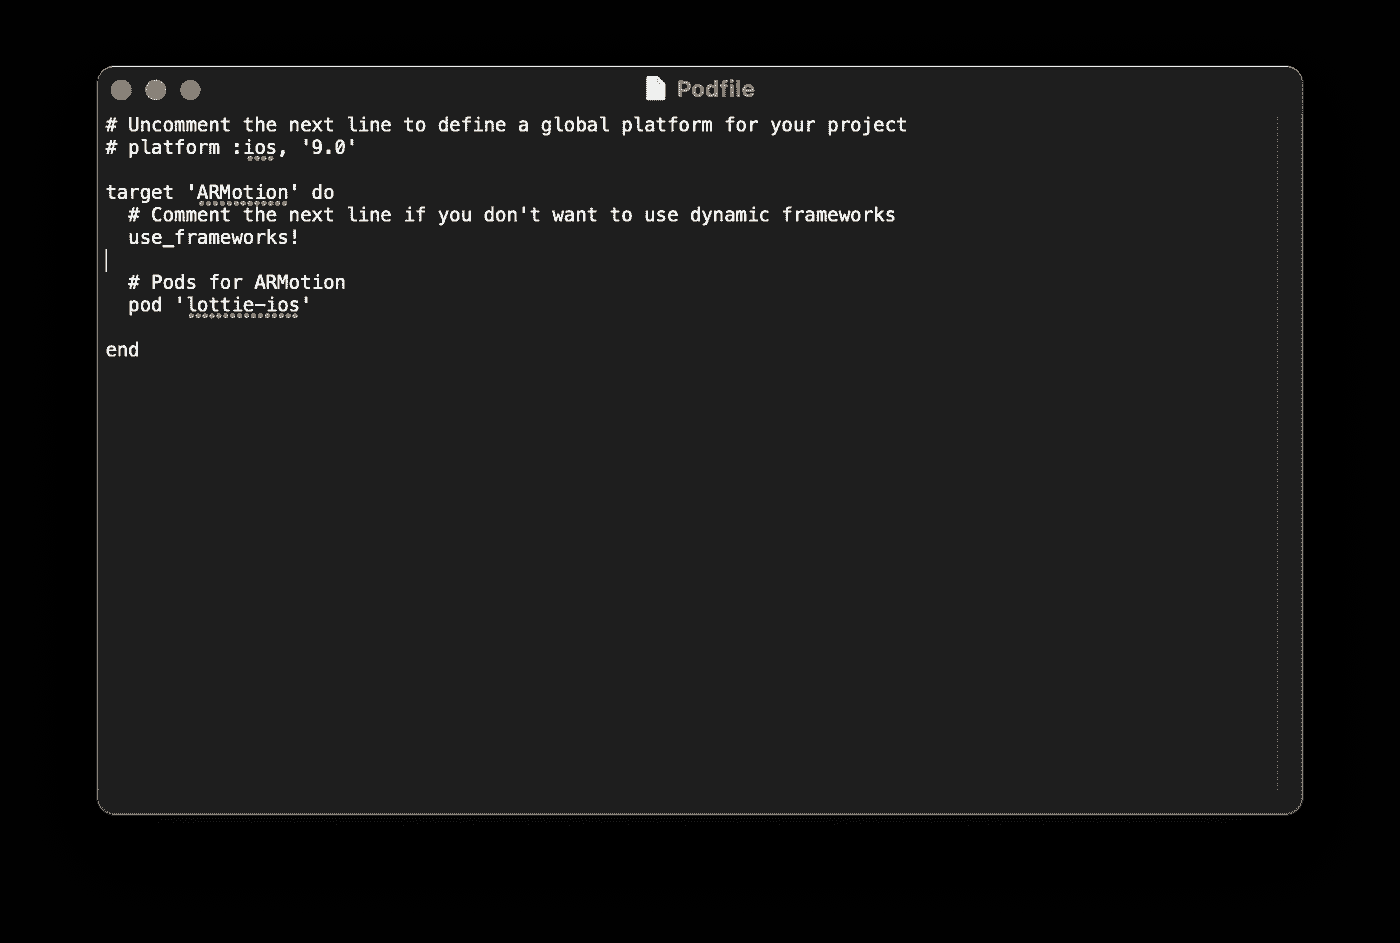 Podfile
# Uncomment the next line to define a global platform for your project
# platform :ios, '9.0'
target 'ARMotion' do
# Comment the next line if you don't want to use dynamic frameworks
use_frameworks!
# Pods for ARMotion
pod 'lottie-ios'
end